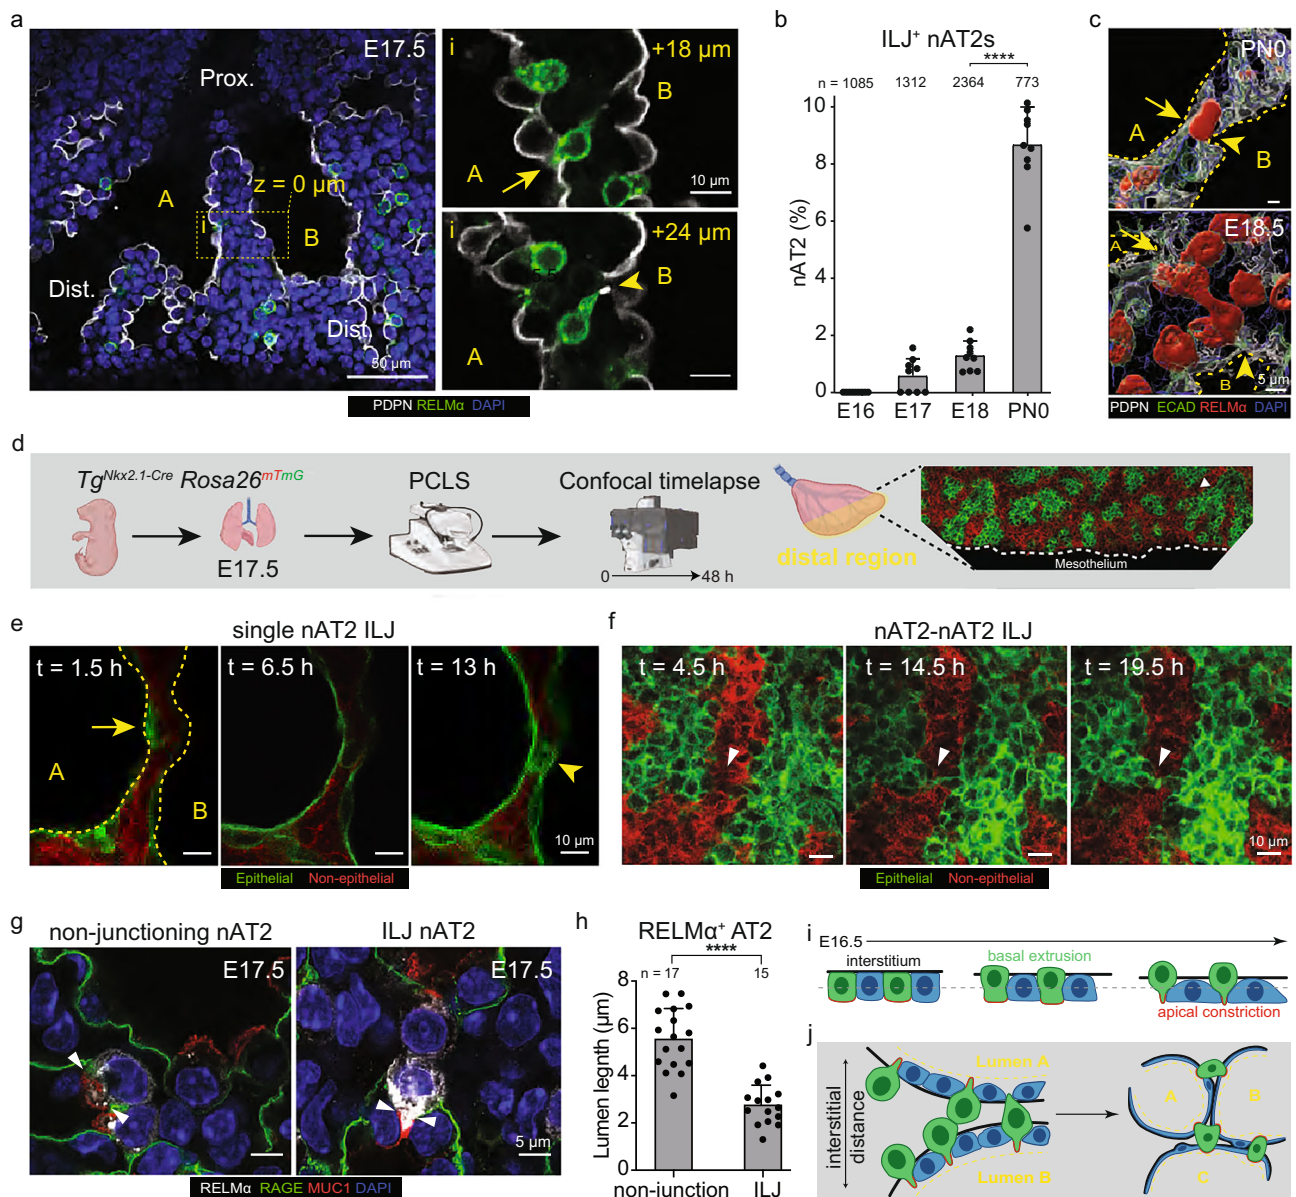 a
E17.5
Prox.
A
z = 0 µm
i
B
Dist.
Dist.
50 µm
i
+18 µm
B
A
10 µm
i
+24 µm
B
A
PDPN RELMα DAPI
b
ILJ⁺ nAT2s
****
n = 1085 1312 2364 773
nAT2 (%)
10
8
6
4
2
0
E16 E17 E18 PN0
c
PN0
A
B
E18.5
A
B
5 µm
PDPN ECAD RELMα DAPI
d
Tg^Nkx2.1-Cre Rosa26^mTmG
E17.5
PCLS
Confocal timelapse
0 48 h
distal region
Mesothelium
e
single nAT2 ILJ
t = 1.5 h
A
B
t = 6.5 h
t = 13 h
10 µm
Epithelial Non-epithelial
f
nAT2-nAT2 ILJ
t = 4.5 h
t = 14.5 h
t = 19.5 h
10 µm
Epithelial Non-epithelial
g
non-junctioning nAT2
E17.5
ILJ nAT2
E17.5
5 µm
RELMα RAGE MUC1 DAPI
h
RELMα⁺ AT2
****
n = 17 15
Lumen legnth (µm)
8
6
4
2
0
non-junction ILJ
i
E16.5
interstitium
basal extrusion
apical constriction
j
interstitial
distance
Lumen A
Lumen B
A
B
C